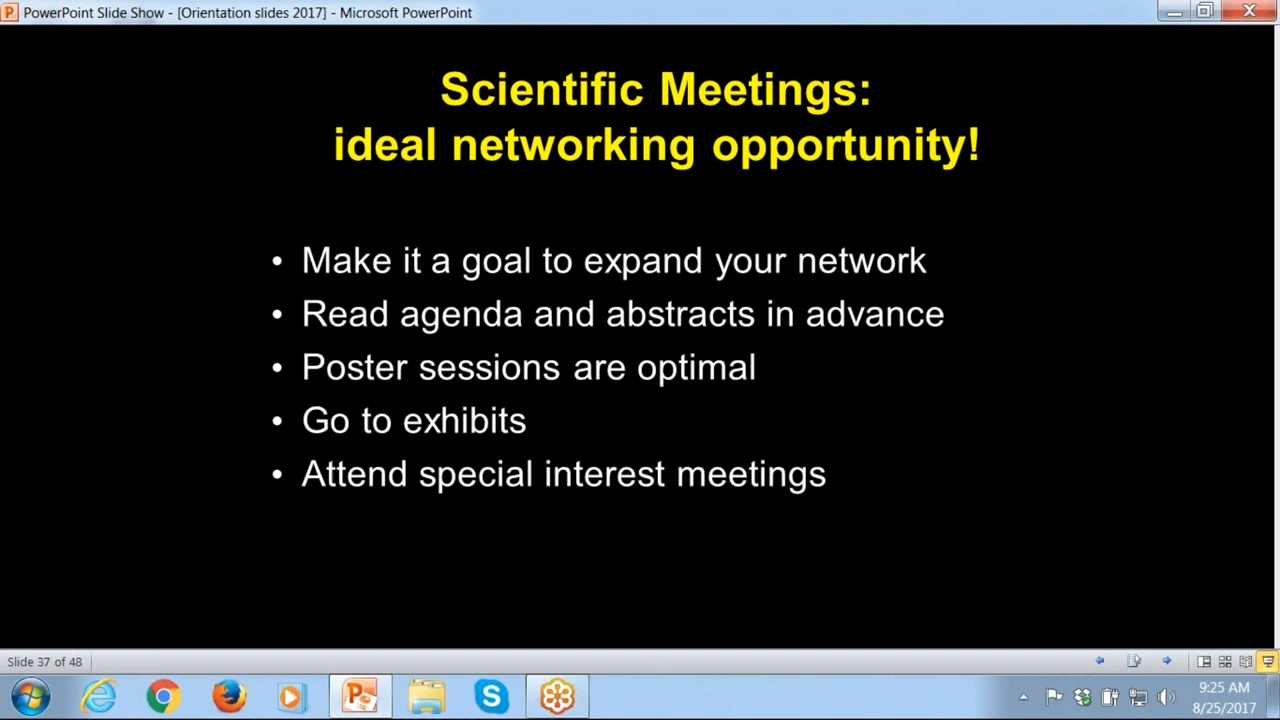 PowerPoint Slide Show - [Orientation slides 2017] - Microsoft PowerPoint
Scientific Meetings:
ideal networking opportunity!
• Make it a goal to expand your network
• Read agenda and abstracts in advance
• Poster sessions are optimal
• Go to exhibits
• Attend special interest meetings
Slide 37 of 48
9:25 AM
8/25/2017